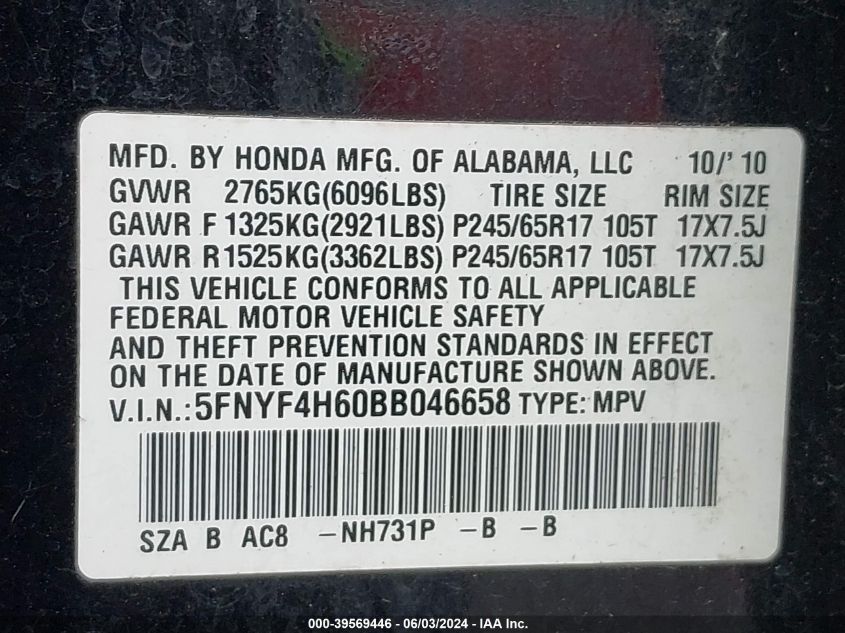 MFD. BY HONDA MFG. OF ALABAMA, LLC 10/'10
GVWR 2765KG(6096LBS) TIRE SIZE RIM SIZE
GAWR F 1325KG(2921LBS) P245/65R17 105T 17X7.5J
GAWR R1525KG(3362LBS) P245/65R17 105T 17X7.5J
THIS VEHICLE CONFORMS TO ALL APPLICABLE
FEDERAL MOTOR VEHICLE SAFETY
AND THEFT PREVENTION STANDARDS IN EFFECT
ON THE DATE OF MANUFACTURE SHOWN ABOVE.
V.I.N.:5FNYF4H60BB046658 TYPE: MPV
SZA B AC8 -NH731P -B -B
000-39569446 - 06/03/2024 - IAA Inc.